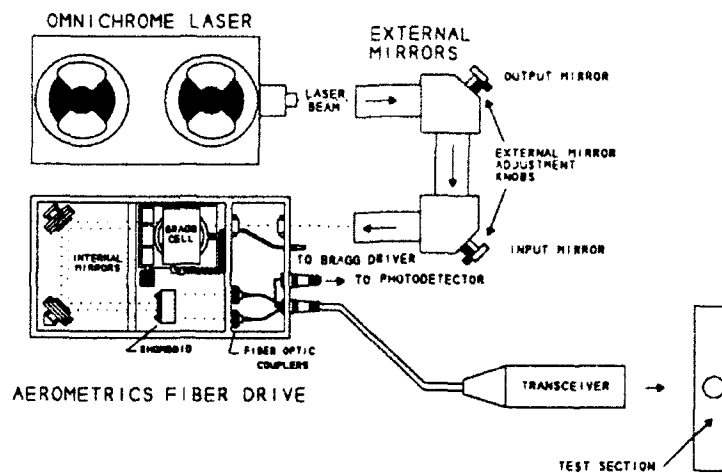 OMNICHROME LASER
EXTERNAL
MIRRORS
OUTPUT MIRROR
LASER
BEAM
EXTERNAL MIRROR
ADJUSTMENT
KNOBS
BRAGG
CELL
INTERNAL
MIRRORS
INPUT MIRROR
TO BRAGG DRIVER
TO PHOTODETECTOR
RHOMBOID
FIBER OPTIC
COUPLERS
TRANSCEIVER
AEROMETRICS FIBER DRIVE
TEST SECTION